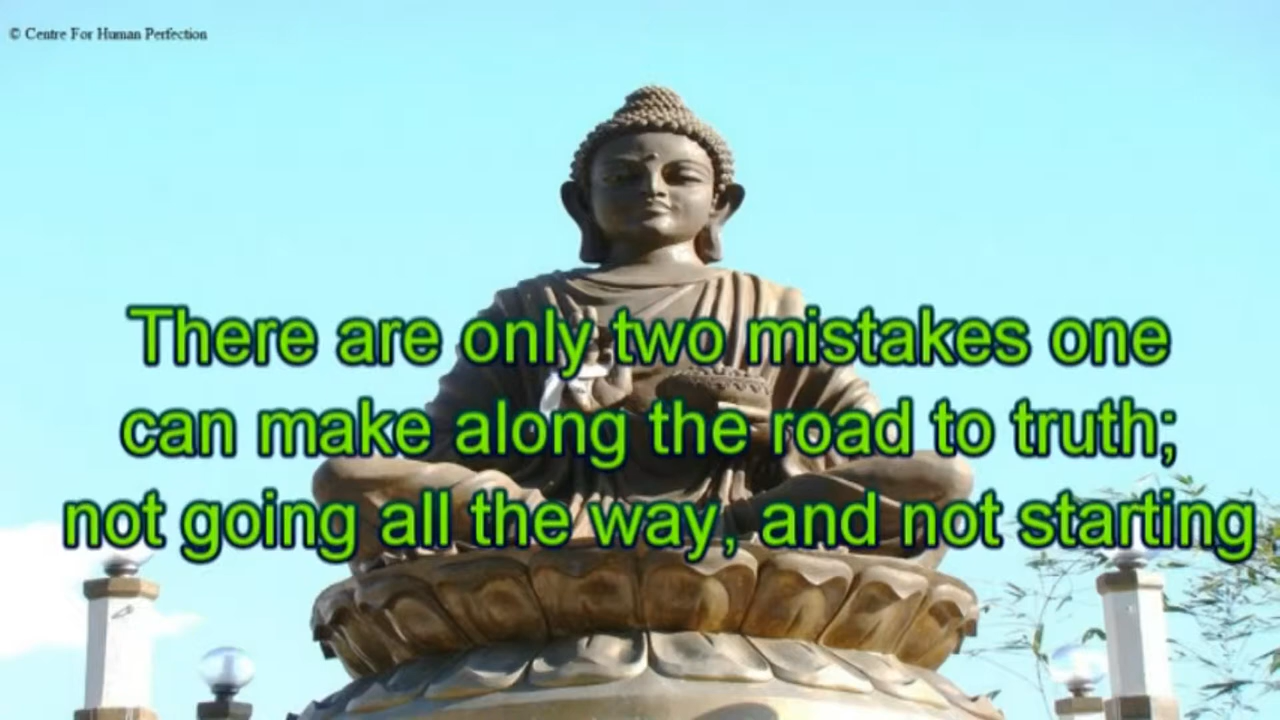 © Centre For Human Perfection
There are only two mistakes one
can make along the road to truth;
not going all the way, and not starting